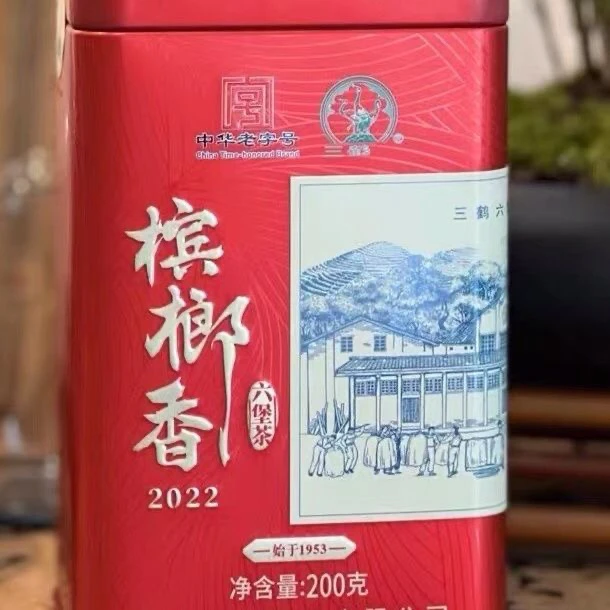 中华老字号
China Time-honored Brand
三鹤
®
三鹤六
槟榔香
六堡茶
2022
始于1953
净含量:200克